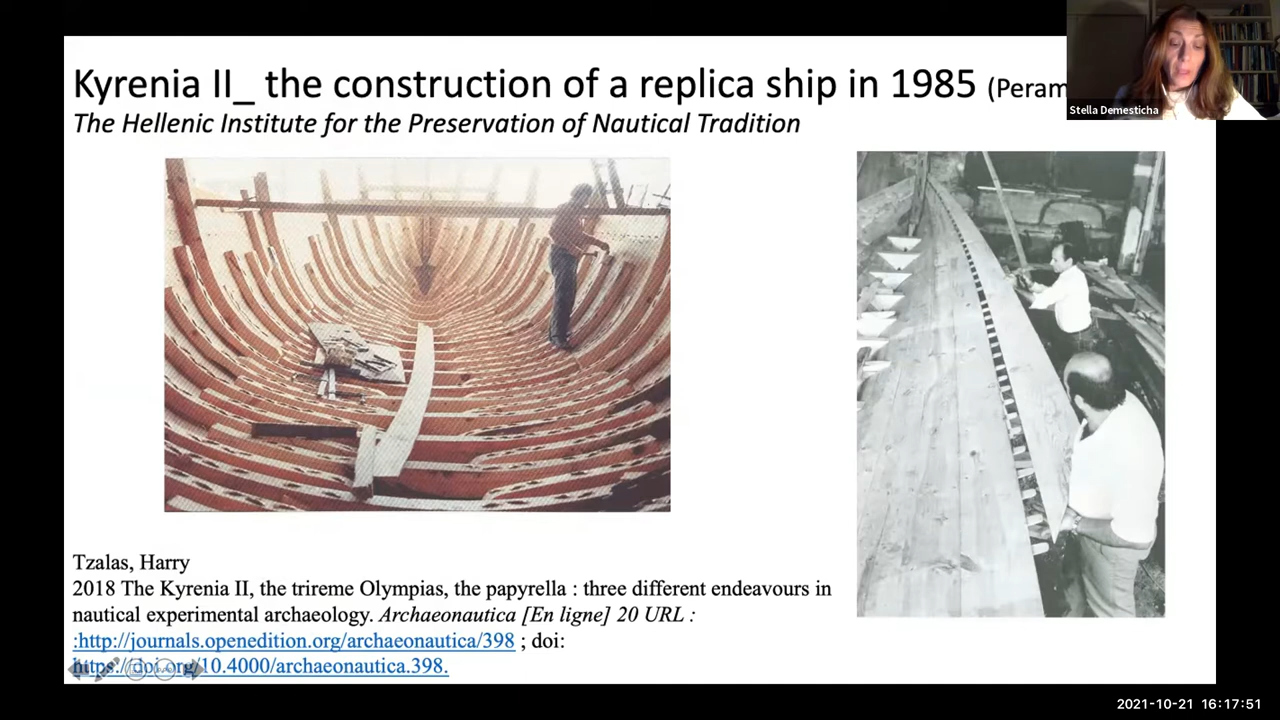 Kyrenia II_ the construction of a replica ship in 1985 (Peram
The Hellenic Institute for the Preservation of Nautical Tradition
Stella Demesticha
Tzalas, Harry
2018 The Kyrenia II, the trireme Olympias, the papyrella : three different endeavours in
nautical experimental archaeology. Archaeonautica [En ligne] 20 URL :
:http://journals.openedition.org/archaeonautica/398 ; doi:
https://doi.org/10.4000/archaeonautica.398.
2021-10-21 16:17:51